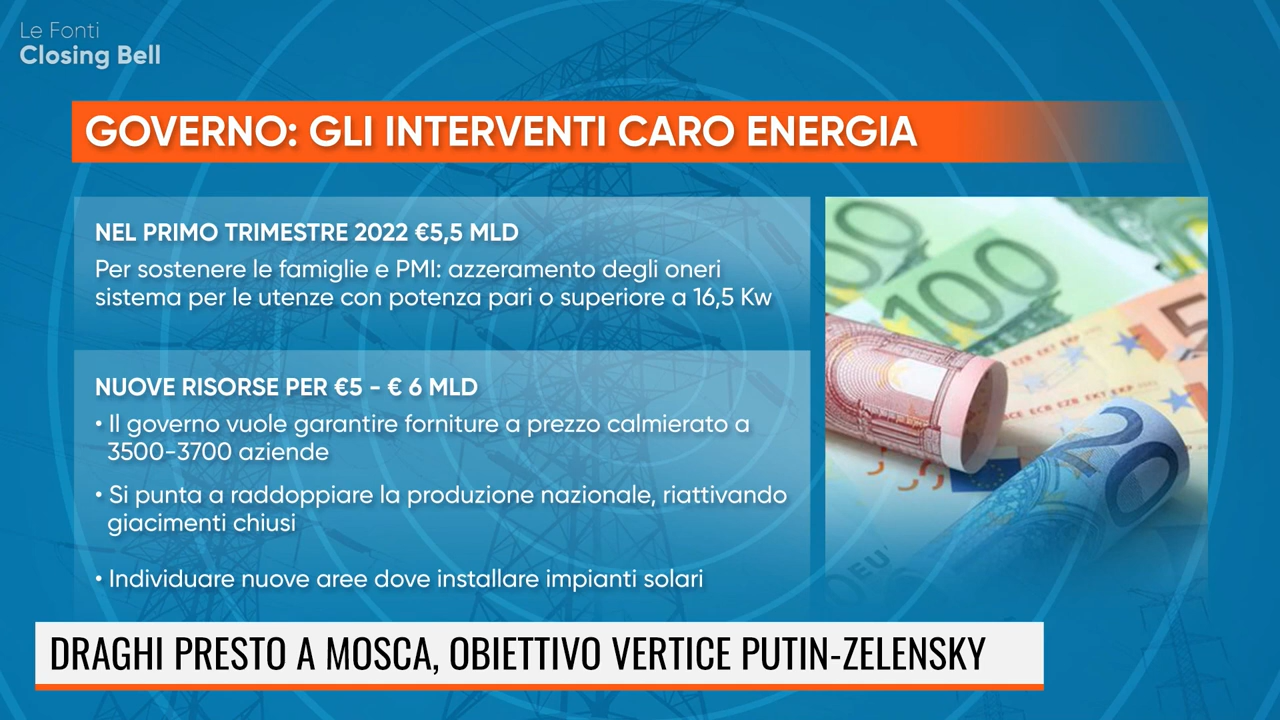 Le Fonti
Closing Bell
GOVERNO: GLI INTERVENTI CARO ENERGIA
NEL PRIMO TRIMESTRE 2022 €5,5 MLD
Per sostenere le famiglie e PMI: azzeramento degli oneri
sistema per le utenze con potenza pari o superiore a 16,5 Kw
NUOVE RISORSE PER €5 - € 6 MLD
• Il governo vuole garantire forniture a prezzo calmierato a
3500-3700 aziende
• Si punta a raddoppiare la produzione nazionale, riattivando
giacimenti chiusi
• Individuare nuove aree dove installare impianti solari
100
20
EU
DRAGHI PRESTO A MOSCA, OBIETTIVO VERTICE PUTIN-ZELENSKY